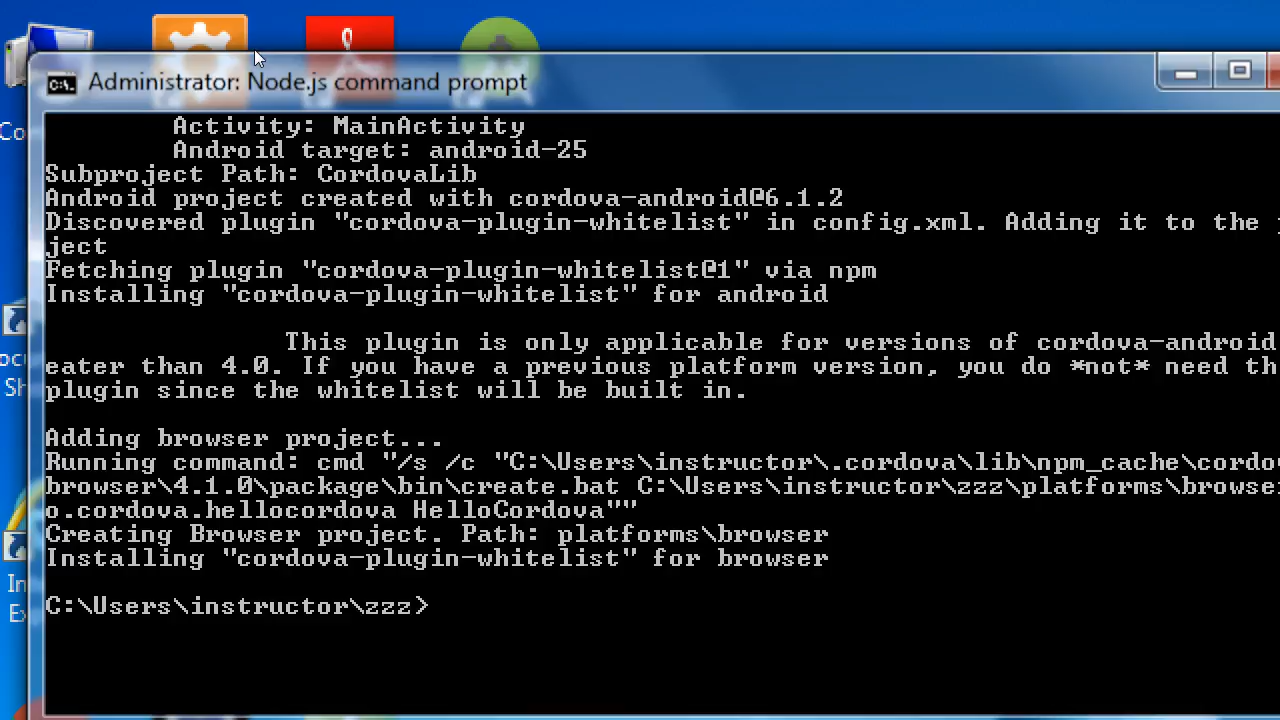 Administrator: Node.js command prompt
Activity: MainActivity
Android target: android-25
Subproject Path: CordovaLib
Android project created with cordova-android@6.1.2
Discovered plugin "cordova-plugin-whitelist" in config.xml. Adding it to the
ject
Fetching plugin "cordova-plugin-whitelist@1" via npm
Installing "cordova-plugin-whitelist" for android
This plugin is only applicable for versions of cordova-android
eater than 4.0. If you have a previous platform version, you do *not* need th
plugin since the whitelist will be built in.
Adding browser project...
Running command: cmd "/s /c "C:\Users\instructor\.cordova\lib\npm_cache\cordov
browser\4.1.0\package\bin\create.bat C:\Users\instructor\zzz\platforms\browse
o.cordova.hellocordova HelloCordova""
Creating Browser project. Path: platforms\browser
Installing "cordova-plugin-whitelist" for browser
C:\Users\instructor\zzz>
Co
oc
Sh
In
Ex